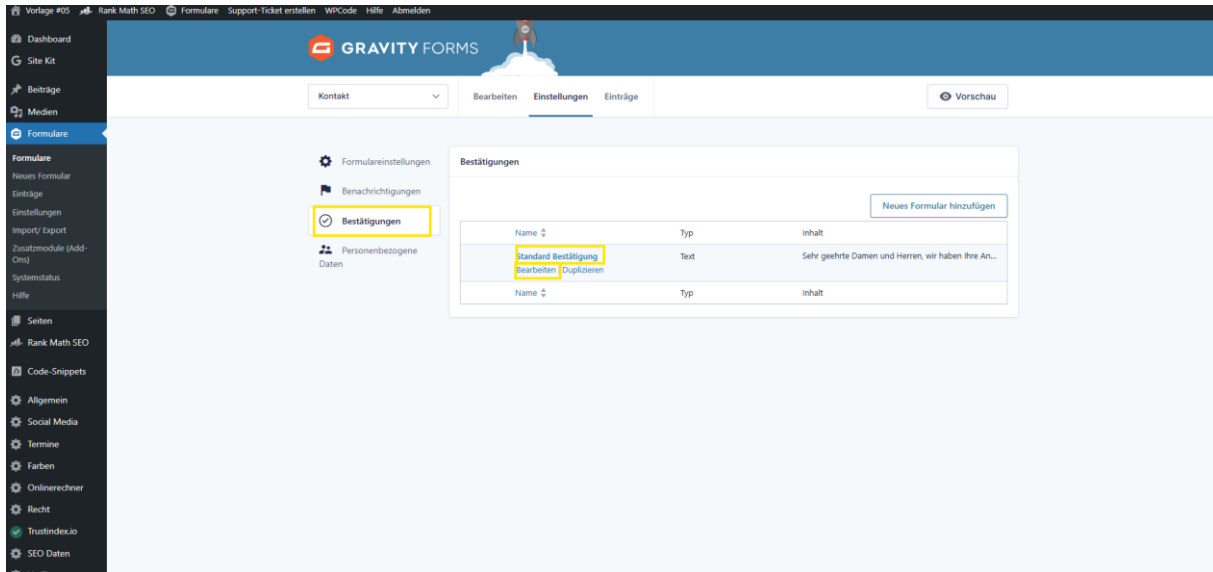 Vorlage #05 Rank Math SEO Formulare Support-Ticket erstellen WPCode Hilfe Abmelden
Dashboard
Site Kit
Beiträge
Medien
Formulare
Formulare
Neues Formular
Einträge
Einstellungen
Import/ Export
Zusatzmodule (Add-
Ons)
Systemstatus
Hilfe
Seiten
Rank Math SEO
Code-Snippets
Allgemein
Social Media
Termine
Farben
Onlinerechner
Recht
Trustindex.io
SEO Daten
GRAVITY FORMS
Kontakt
Bearbeiten Einstellungen Einträge
Vorschau
Formulareinstellungen
Benachrichtigungen
Bestätigungen
Personenbezogene
Daten
Bestätigungen
Neues Formular hinzufügen
Name Typ Inhalt
Standard Bestätigung Text Sehr geehrte Damen und Herren, wir haben Ihre An...
Bearbeiten Duplizieren
Name Typ Inhalt